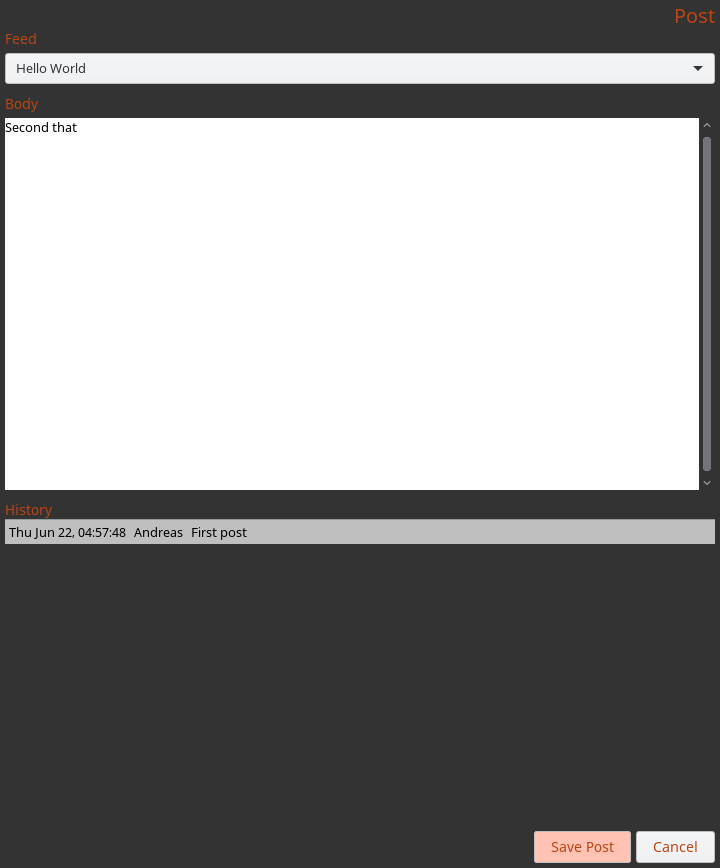 Post
Feed
Hello World
Body
Second that
History
Thu Jun 22, 04:57:48 Andreas First post
Save Post Cancel